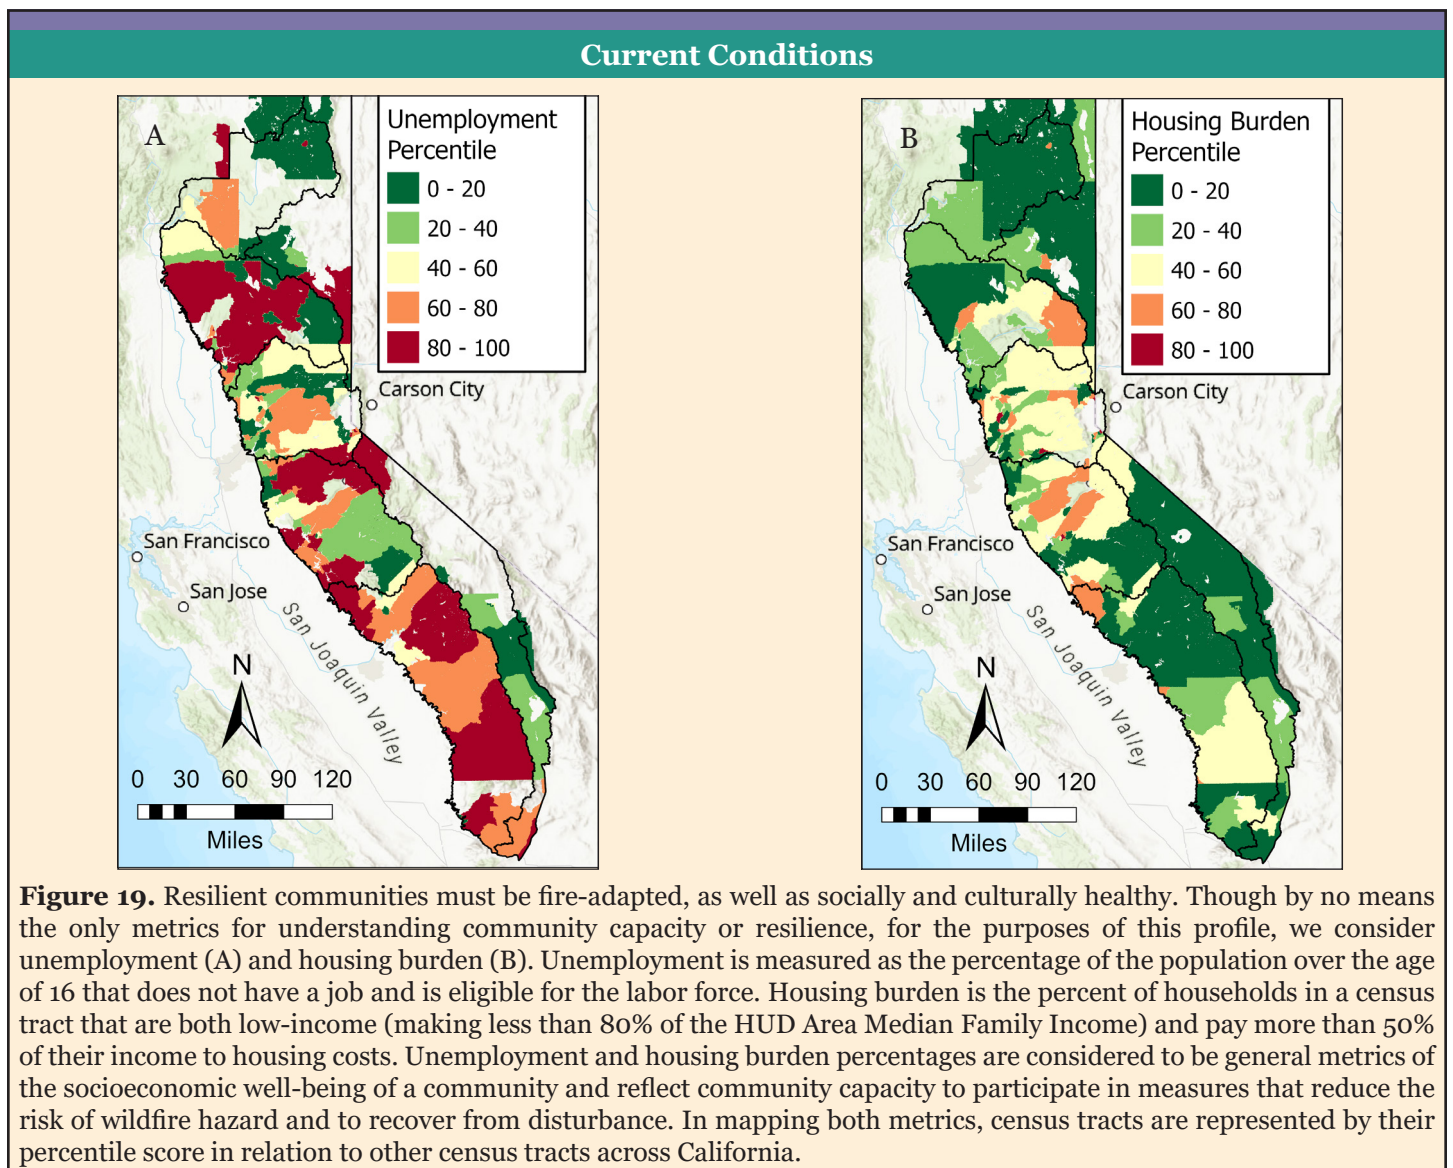 Current Conditions
A
Unemployment
Percentile
0 - 20
20 - 40
40 - 60
60 - 80
80 - 100
Carson City
San Francisco
San Jose
San Joaquin Valley
N
0 30 60 90 120
Miles
B
Housing Burden
Percentile
0 - 20
20 - 40
40 - 60
60 - 80
80 - 100
Carson City
San Francisco
San Jose
San Joaquin Valley
N
0 30 60 90 120
Miles
Figure 19. Resilient communities must be fire-adapted, as well as socially and culturally healthy. Though by no means
the only metrics for understanding community capacity or resilience, for the purposes of this profile, we consider
unemployment (A) and housing burden (B). Unemployment is measured as the percentage of the population over the age
of 16 that does not have a job and is eligible for the labor force. Housing burden is the percent of households in a census
tract that are both low-income (making less than 80% of the HUD Area Median Family Income) and pay more than 50%
of their income to housing costs. Unemployment and housing burden percentages are considered to be general metrics of
the socioeconomic well-being of a community and reflect community capacity to participate in measures that reduce the
risk of wildfire hazard and to recover from disturbance. In mapping both metrics, census tracts are represented by their
percentile score in relation to other census tracts across California.